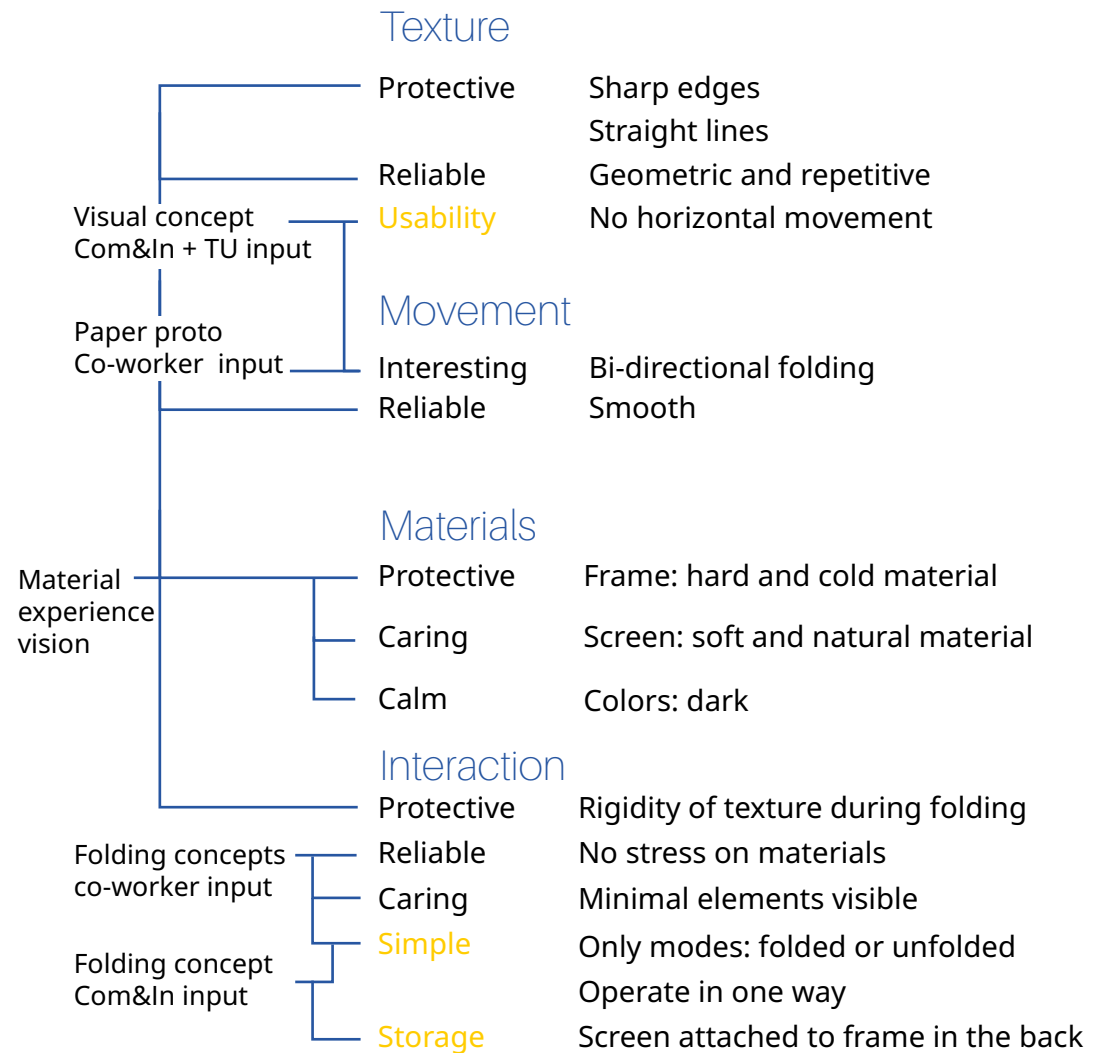 Texture
Protective Sharp edges
Straight lines
Reliable Geometric and repetitive
Visual concept
Com&In + TU input
Usability No horizontal movement
Movement
Paper proto
Co-worker input
Interesting Bi-directional folding
Reliable Smooth
Materials
Material
experience
vision
Protective Frame: hard and cold material
Caring Screen: soft and natural material
Calm Colors: dark
Interaction
Protective Rigidity of texture during folding
Folding concepts
co-worker input
Reliable No stress on materials
Caring Minimal elements visible
Simple Only modes: folded or unfolded
Folding concept
Com&In input
Operate in one way
Storage Screen attached to frame in the back